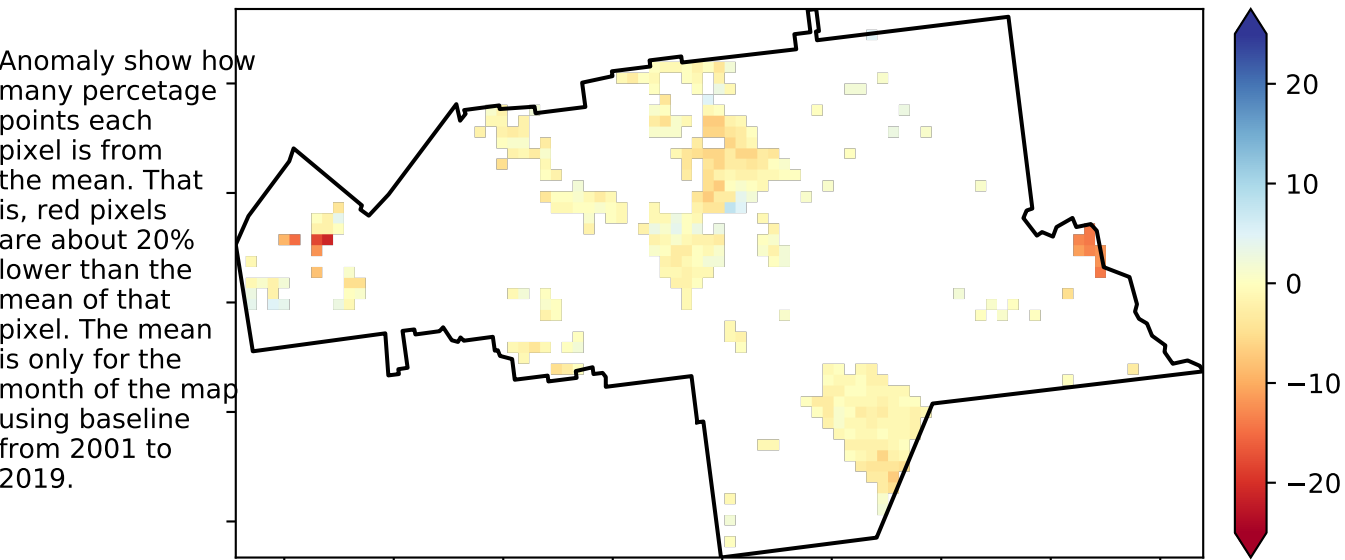 Anomaly show how
many percetage
points each
pixel is from
the mean. That
is, red pixels
are about 20%
lower than the
mean of that
pixel. The mean
is only for the
month of the map
using baseline
from 2001 to
2019.
20
10
0
−10
−20